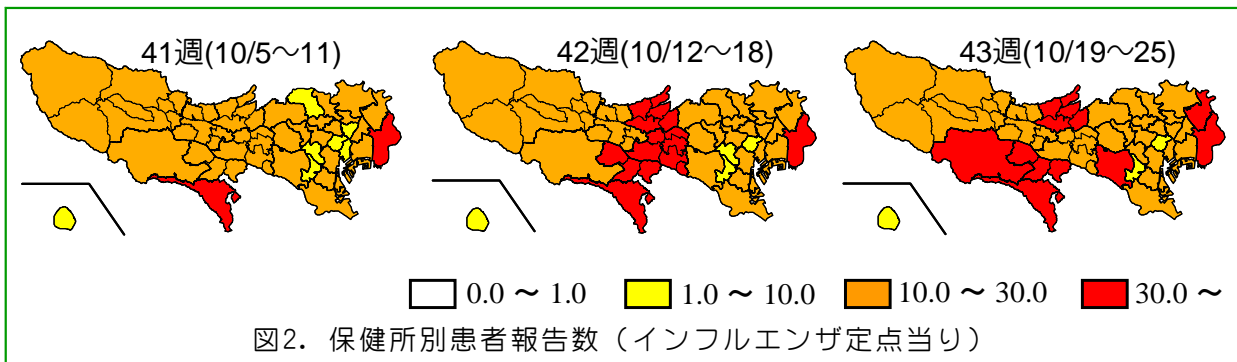 41週(10/5～11)
42週(10/12～18)
43週(10/19～25)
0.0 ～ 1.0
1.0 ～ 10.0
10.0 ～ 30.0
30.0 ～
図2. 保健所別患者報告数（インフルエンザ定点当り）